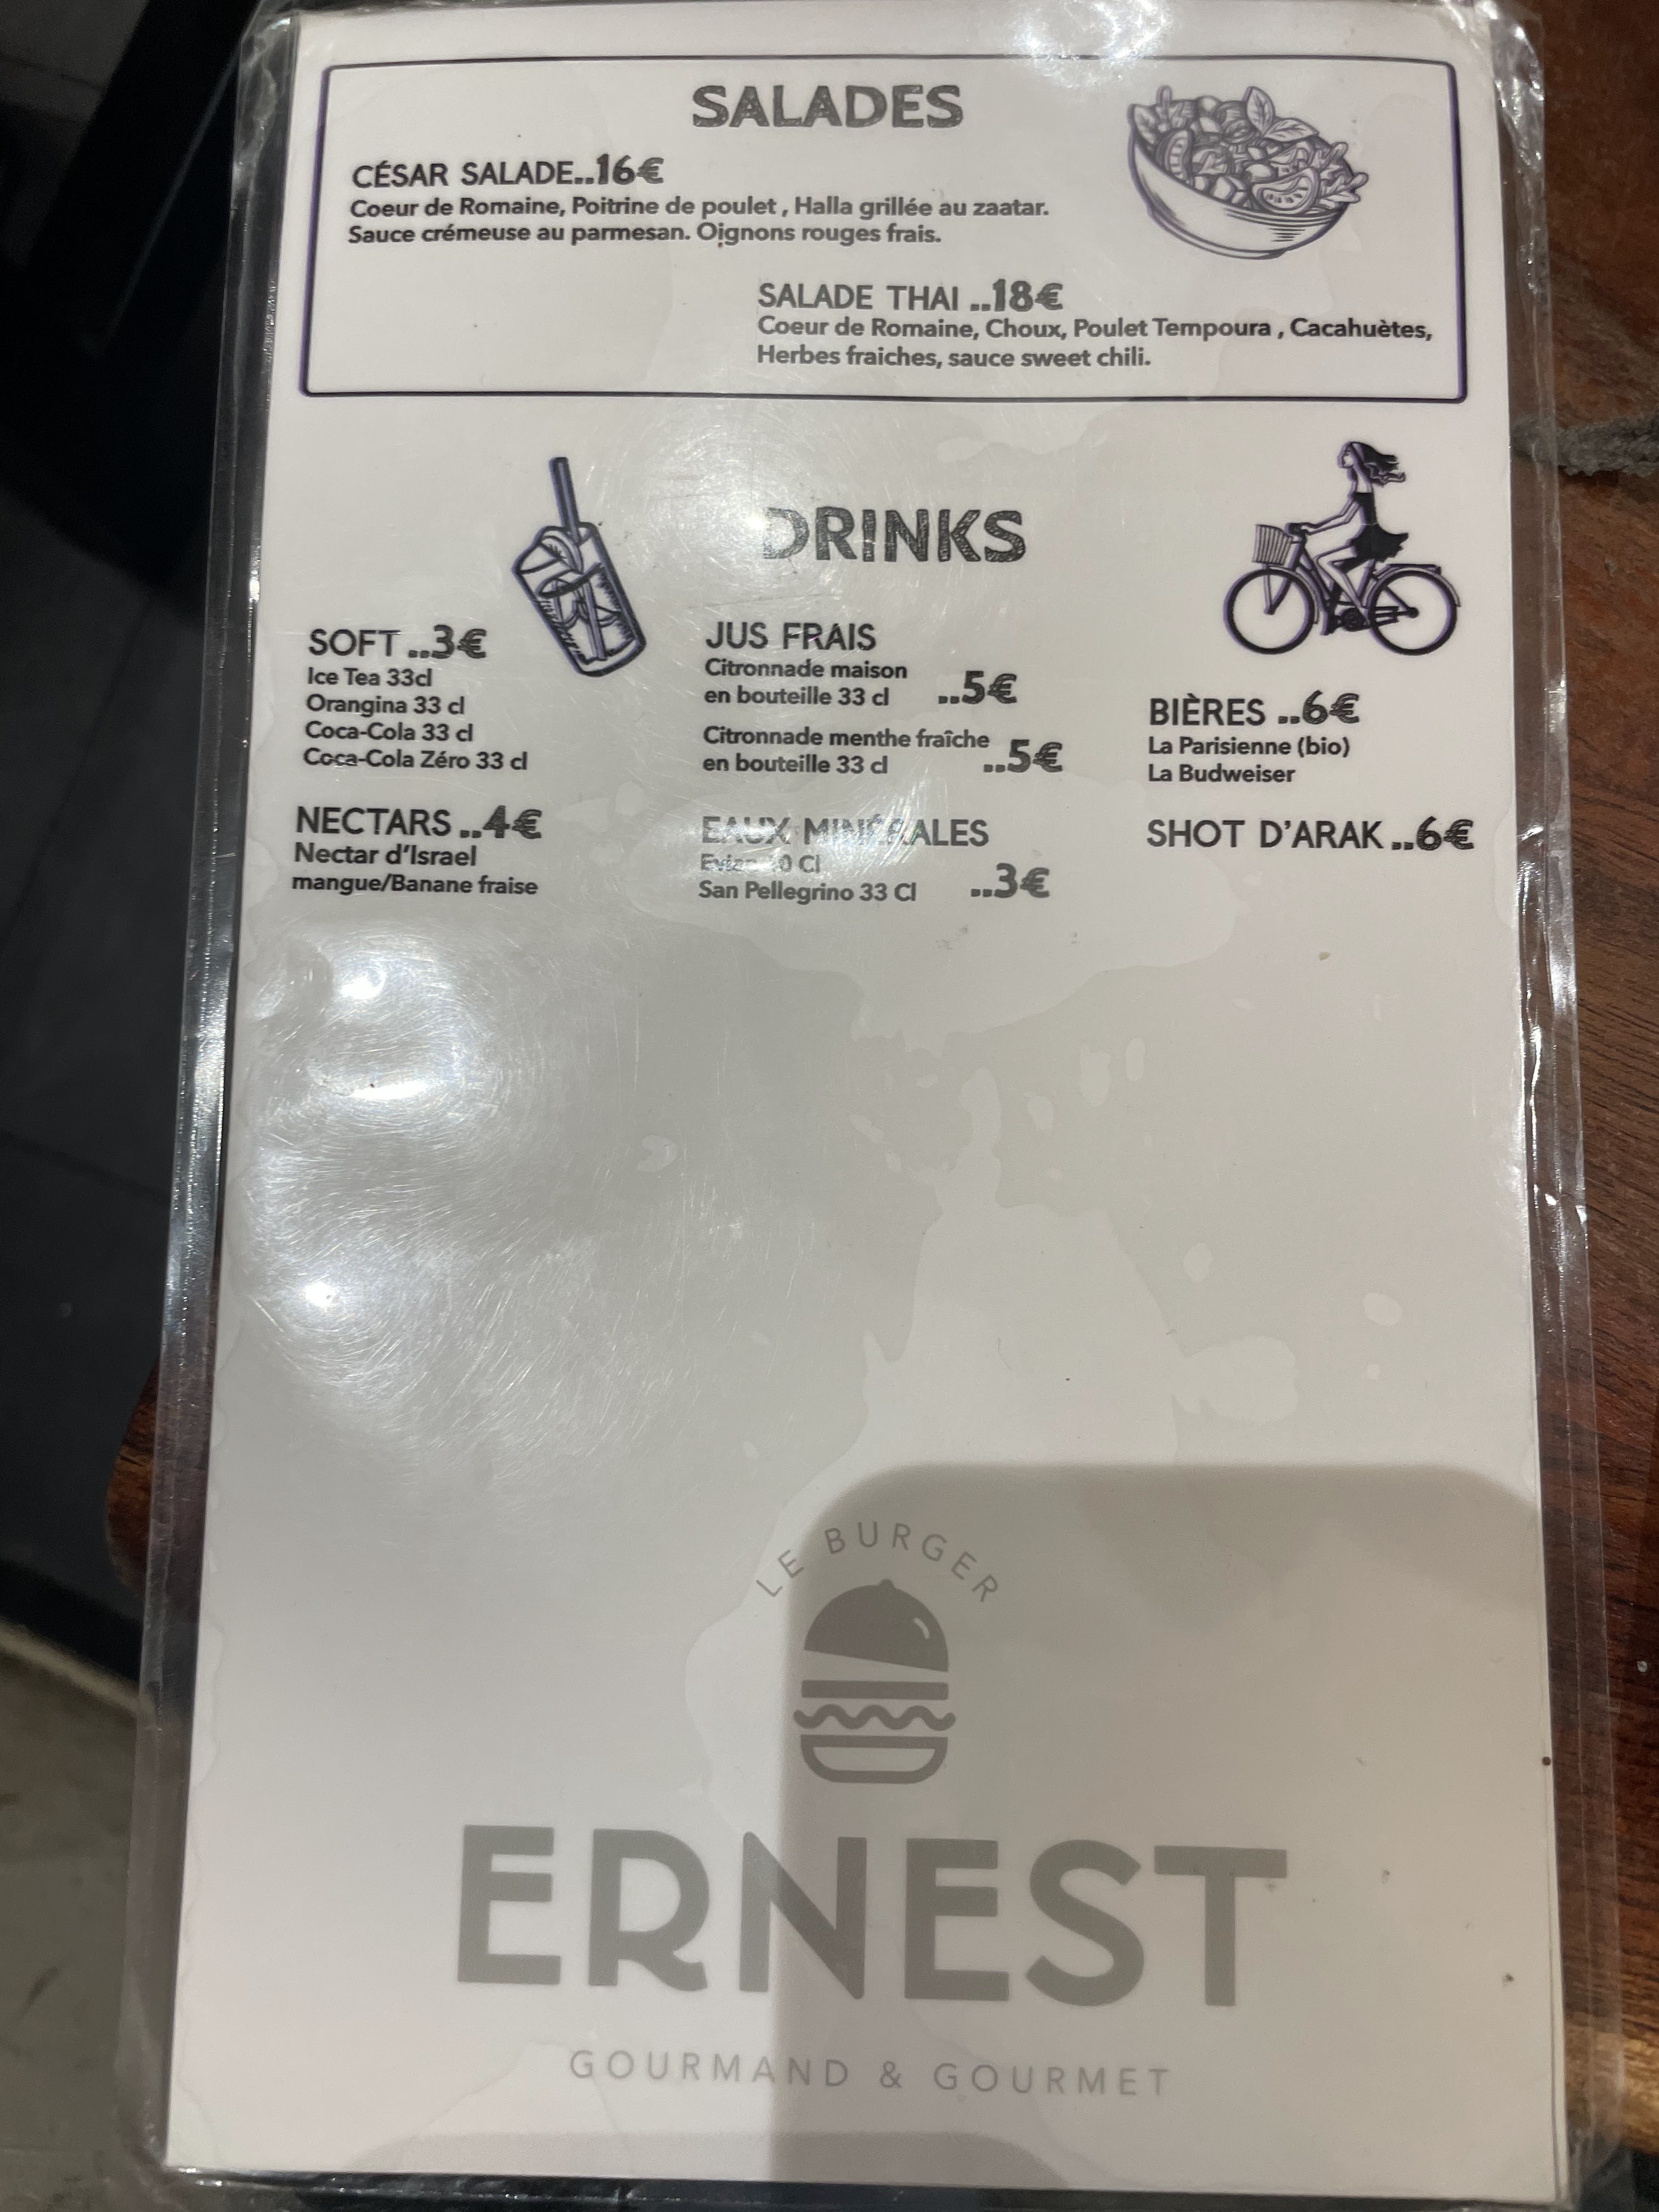 SALADES
CÉSAR SALADE..16€
Coeur de Romaine, Poitrine de poulet , Halla grillée au zaatar.
Sauce crémeuse au parmesan. Oignons rouges frais.
SALADE THAI ..18€
Coeur de Romaine, Choux, Poulet Tempoura , Cacahuètes,
Herbes fraiches, sauce sweet chili.
DRINKS
SOFT ..3€
Ice Tea 33cl
Orangina 33 cl
Coca-Cola 33 cl
Coca-Cola Zéro 33 cl
NECTARS ..4€
Nectar d'Israel
mangue/Banane fraise
JUS FRAIS
Citronnade maison
en bouteille 33 cl ..5€
Citronnade menthe fraîche
en bouteille 33 cl ..5€
EAUX MINÉRALES
Evian Cl
San Pellegrino 33 Cl ..3€
BIÈRES ..6€
La Parisienne (bio)
La Budweiser
SHOT D'ARAK ..6€
LE BURGER
ERNEST
GOURMAND & GOURMET